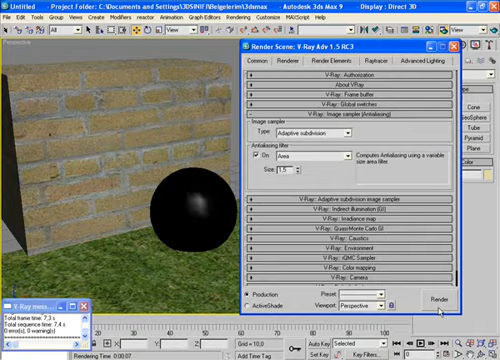 Untitled - Project Folder: C:\Documents and Settings\3DSINIFI\Belgelerim\3dsmax - Autodesk 3ds Max 9 - Display : Direct 3D
Edit Tools Group Views Create Modifiers reactor Animation Graph Editors Rendering Customize MAXScript Help
Perspective
Render Scene: V-Ray Adv 1.5 RC3
Common Renderer Render Elements Raytracer Advanced Lighting
V-Ray:: Authorization
About VRay
V-Ray:: Frame buffer
V-Ray:: Global switches
V-Ray:: Image sampler (Antialiasing)
Image sampler
Type: Adaptive subdivision
Antialiasing filter
On Area Computes Antialiasing using a variable size area filter.
Size: 1,5
V-Ray:: Adaptive subdivision image sampler
V-Ray:: Indirect illumination (GI)
V-Ray:: Irradiance map
V-Ray:: Quasi-Monte Carlo GI
V-Ray:: Caustics
V-Ray:: Environment
V-Ray:: rQMC Sampler
V-Ray:: Color mapping
V-Ray:: Camera
Production Preset:
ActiveShade Viewport: Perspective
Render
Cone
GeoSphere
Tube
Pyramid
Plane
Color
V-Ray mess
Total frame time: 7,3 s
Total sequence time: 7,4 s
0 error(s), 0 warning(s)
Rendering Time: 0:00:07
Grid = 10,0
Add Time Tag
Auto Key Selected
Set Key Key Filters...